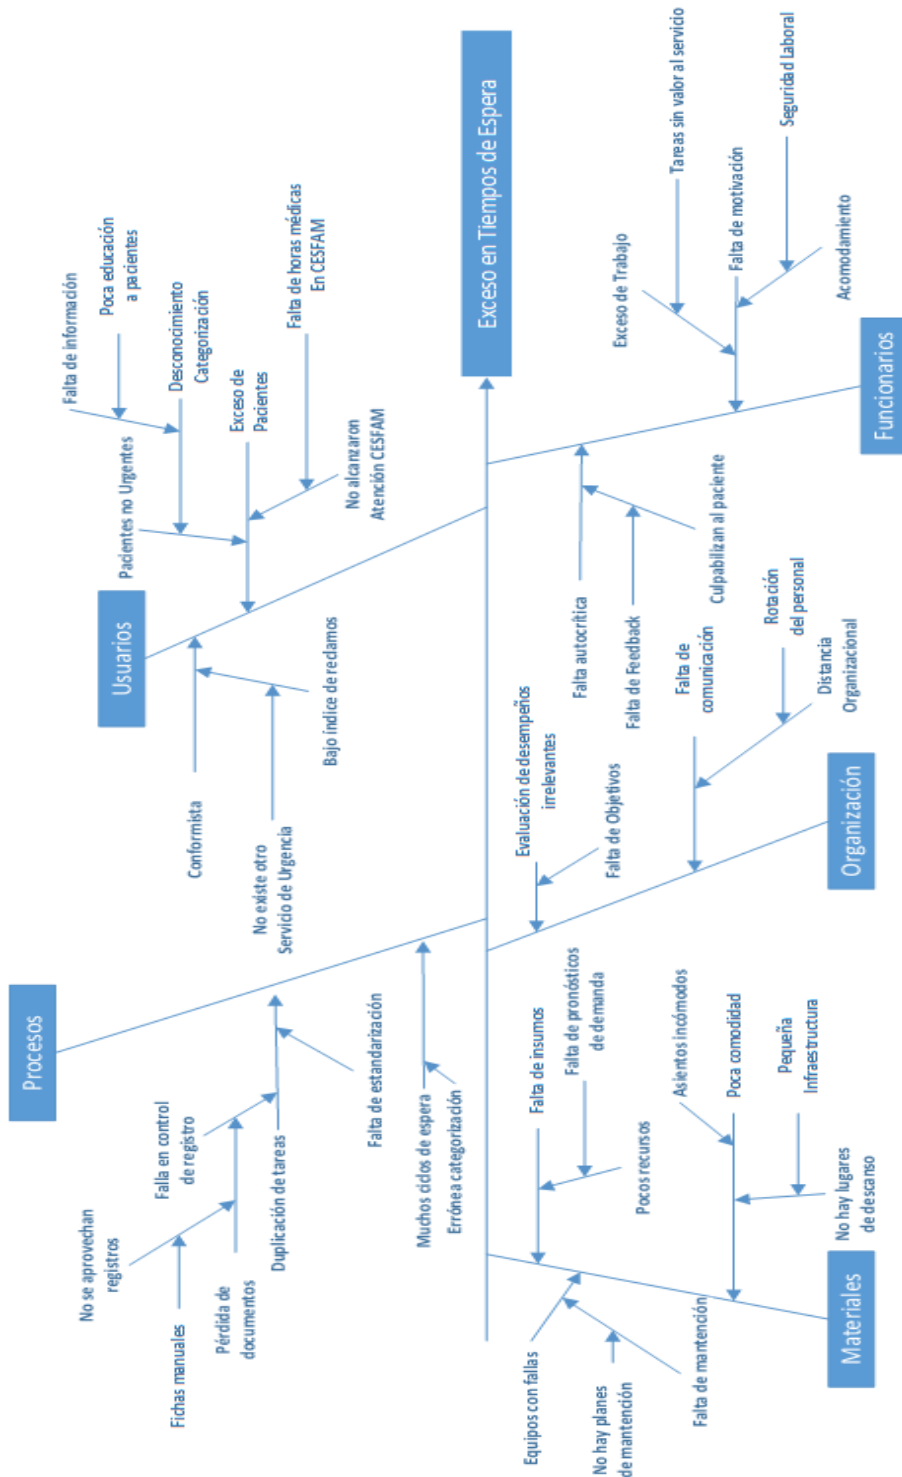 Procesos
Usuarios
No se aprovechan
registros
Fichas manuales
Falla en control
de registro
Pérdida de
documentos
Duplicación de tareas
Falta de estandarización
Muchos ciclos de espera
Errónea categorización
Conformista
No existe otro
Servicio de Urgencia
Bajo indice de reclamos
Falta de información
Poca educación
a pacientes
Pacientes no Urgentes
Desconocimiento
Categorización
Exceso de
Pacientes
Falta de horas médicas
En CESFAM
No alcanzaron
Atención CESFAM
Exceso en Tiempos de Espera
Equipos con fallas
No hay planes
de mantención
Falta de mantención
Falta de insumos
Falta de pronósticos
de demanda
Pocos recursos
Asientos incómodos
Poca comodidad
Pequeña
Infraestructura
No hay lugares
de descanso
Materiales
Evaluación de desempeños
irrelevantes
Falta de Objetivos
Falta de
comunicación
Rotación
del personal
Distancia
Organizacional
Organización
Falta autocrítica
Falta de Feedback
Culpabilizan al paciente
Exceso de Trabajo
Tareas sin valor al servicio
Falta de motivación
Seguridad Laboral
Acomodamiento
Funcionarios